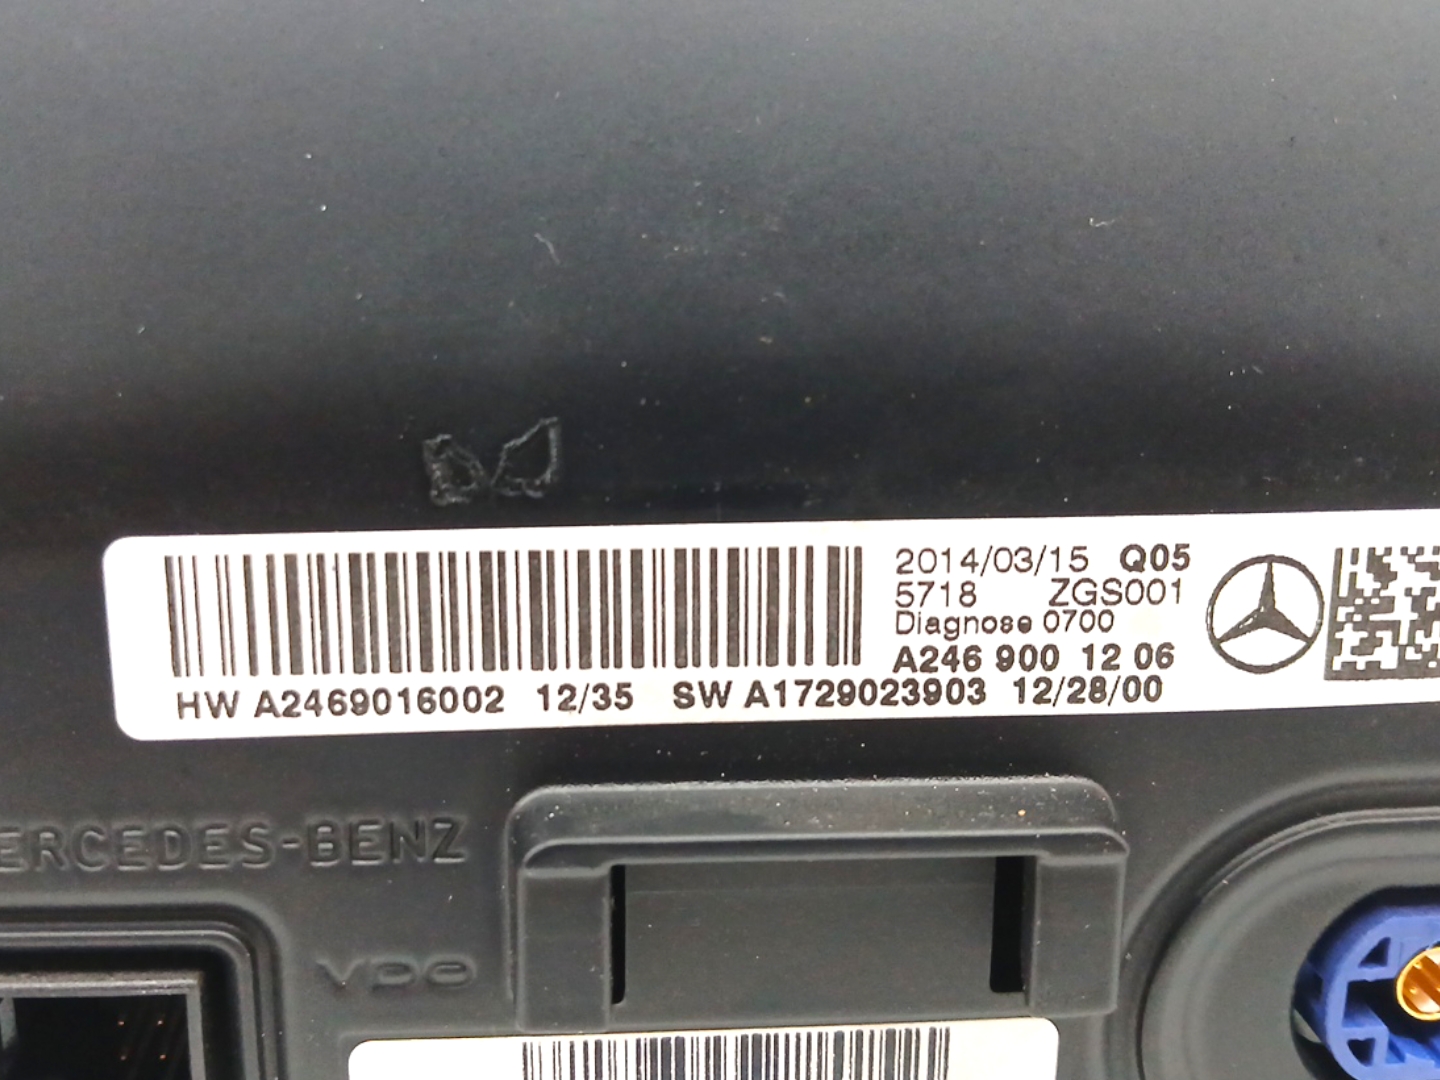 2014/03/15 Q05
5718 ZGS001
Diagnose 0700
A246 900 12 06
HW A2469016002 12/35 SW A1729023903 12/28/00
ERCEDES-BENZ
VDO